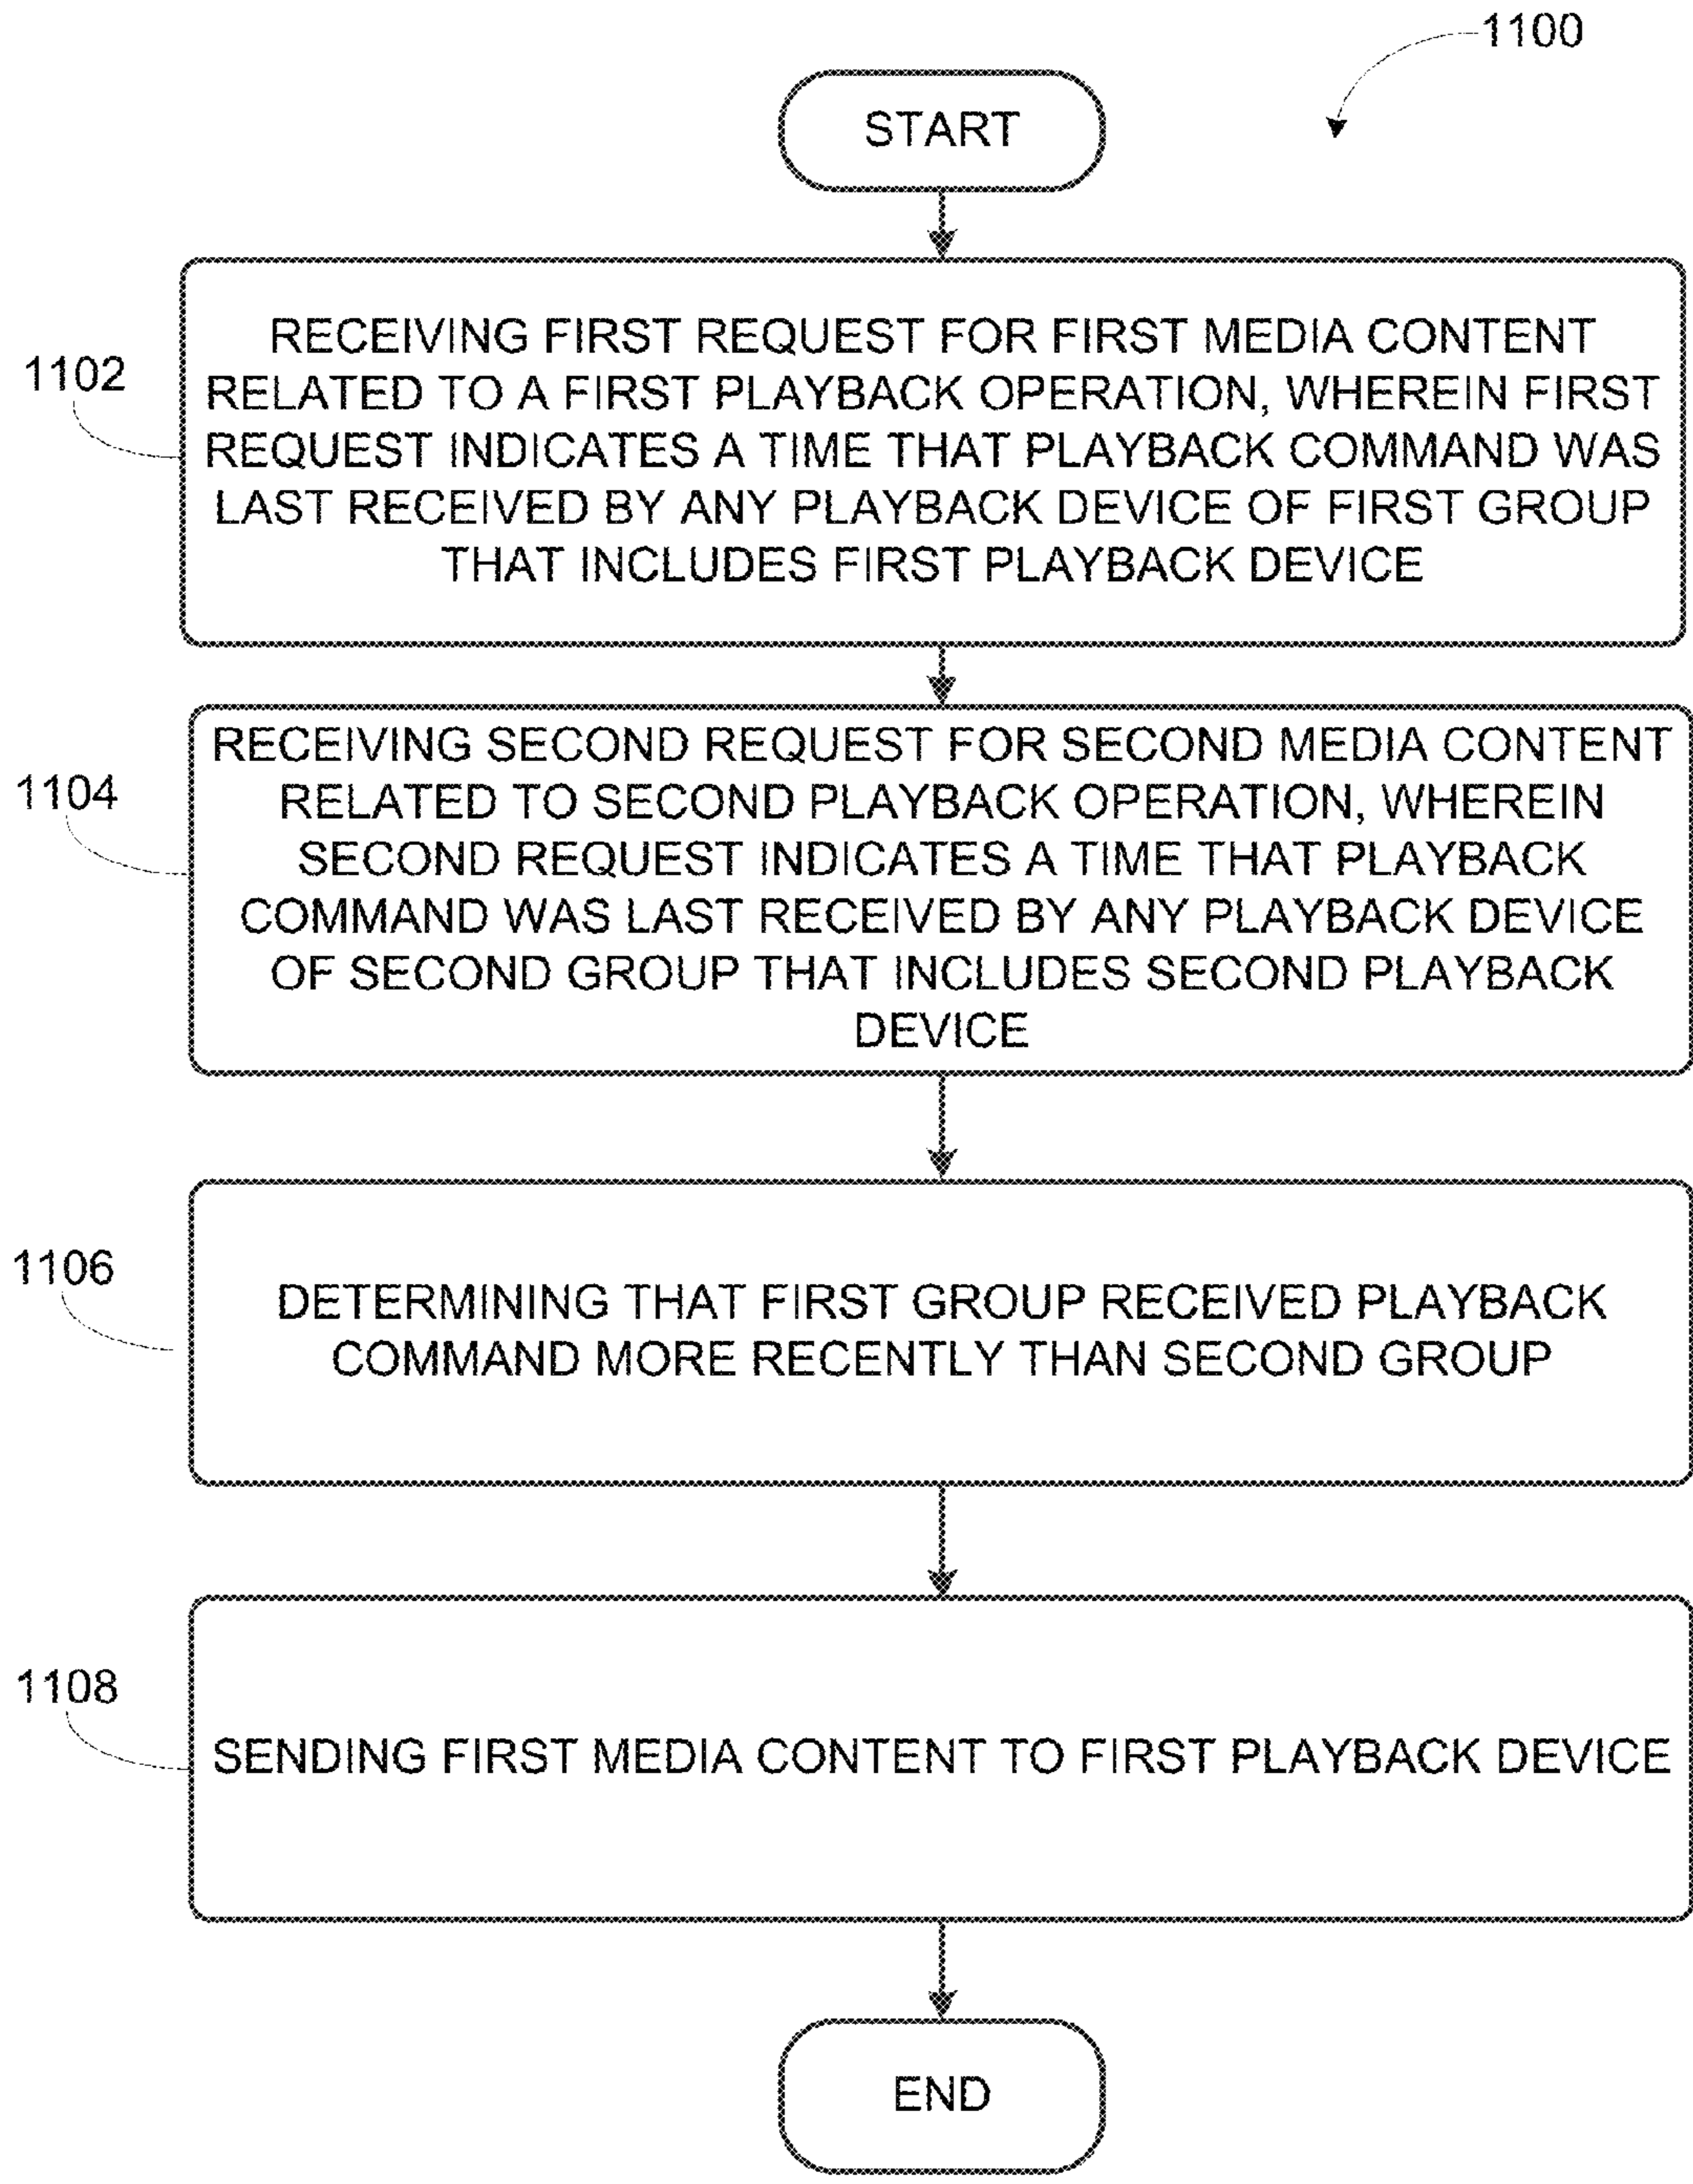 1100
START
1102
RECEIVING FIRST REQUEST FOR FIRST MEDIA CONTENT
RELATED TO A FIRST PLAYBACK OPERATION, WHEREIN FIRST
REQUEST INDICATES A TIME THAT PLAYBACK COMMAND WAS
LAST RECEIVED BY ANY PLAYBACK DEVICE OF FIRST GROUP
THAT INCLUDES FIRST PLAYBACK DEVICE
1104
RECEIVING SECOND REQUEST FOR SECOND MEDIA CONTENT
RELATED TO SECOND PLAYBACK OPERATION, WHEREIN
SECOND REQUEST INDICATES A TIME THAT PLAYBACK
COMMAND WAS LAST RECEIVED BY ANY PLAYBACK DEVICE
OF SECOND GROUP THAT INCLUDES SECOND PLAYBACK
DEVICE
1106
DETERMINING THAT FIRST GROUP RECEIVED PLAYBACK
COMMAND MORE RECENTLY THAN SECOND GROUP
1108
SENDING FIRST MEDIA CONTENT TO FIRST PLAYBACK DEVICE
END